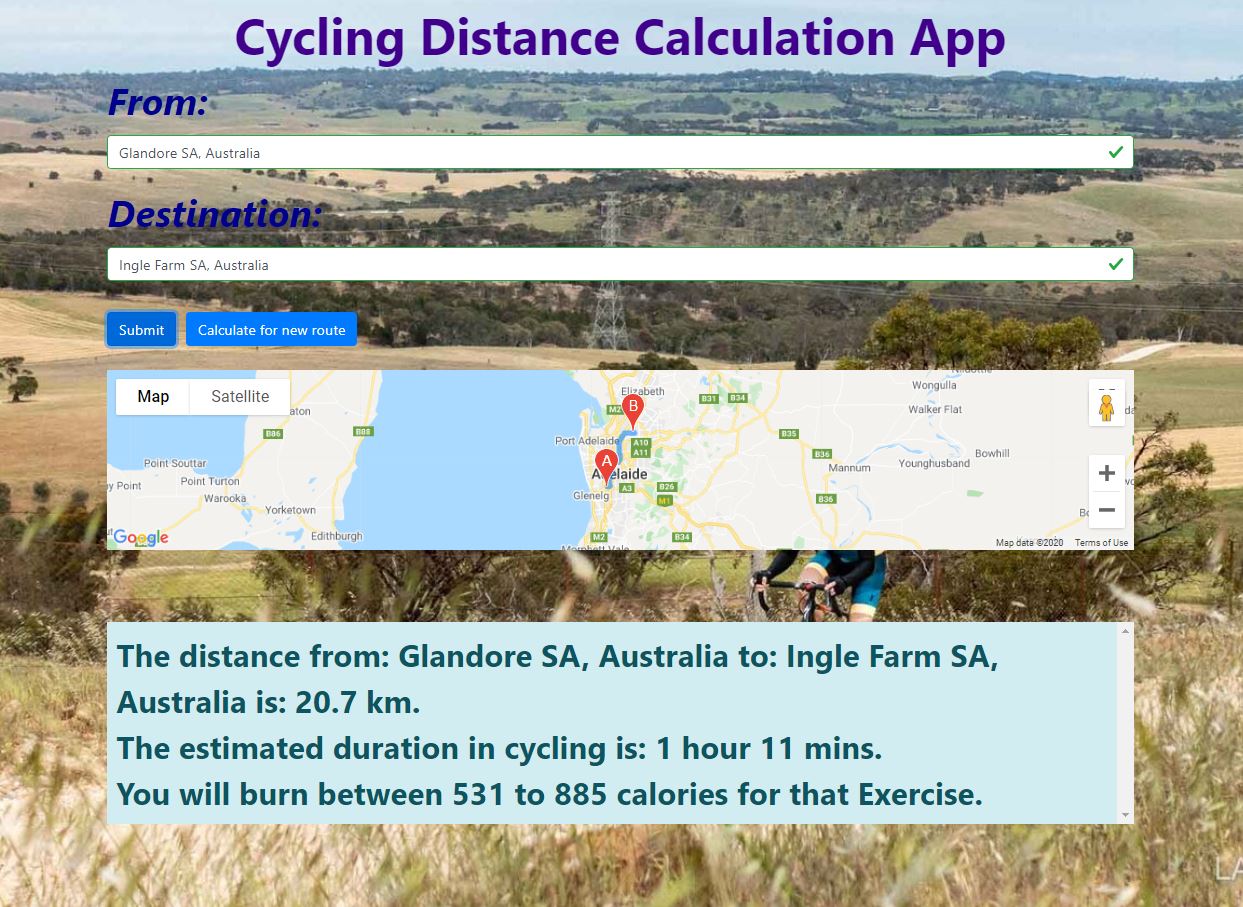 Cycling Distance Calculation App
From:
Glandore SA, Australia
Destination:
Ingle Farm SA, Australia
Submit
Calculate for new route
Map
Satellite
aton
B86
B88
Point Souttar
Point Turton
y Point
Warooka
Yorketown
Edithburgh
Google
Elizabeth
M2
B
B31
B34
Port Adelaide
A10
A11
A
Adelaide
A3
B26
Glenelg
M1
M2
B34
Morphett Vale
Nildottie
Wongulla
Walker Flat
B35
B36
Mannum
Younghusband
Bowhill
B36
Map data ©2020
Terms of Use
The distance from: Glandore SA, Australia to: Ingle Farm SA,
Australia is: 20.7 km.
The estimated duration in cycling is: 1 hour 11 mins.
You will burn between 531 to 885 calories for that Exercise.
LA